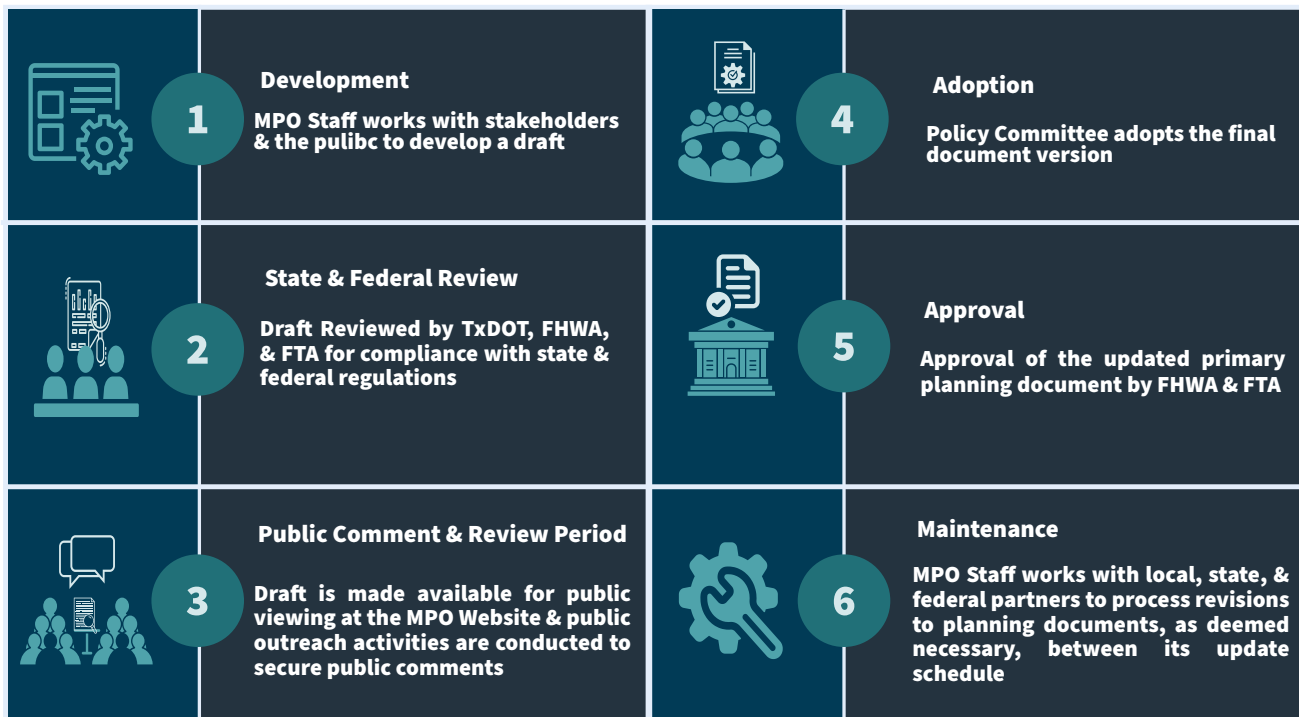 1
Development
MPO Staff works with stakeholders
& the pulibc to develop a draft
2
State & Federal Review
Draft Reviewed by TxDOT, FHWA,
& FTA for compliance with state &
federal regulations
3
Public Comment & Review Period
Draft is made available for public
viewing at the MPO Website & public
outreach activities are conducted to
secure public comments
4
Adoption
Policy Committee adopts the final
document version
5
Approval
Approval of the updated primary
planning document by FHWA & FTA
6
Maintenance
MPO Staff works with local, state, &
federal partners to process revisions
to planning documents, as deemed
necessary, between its update
schedule